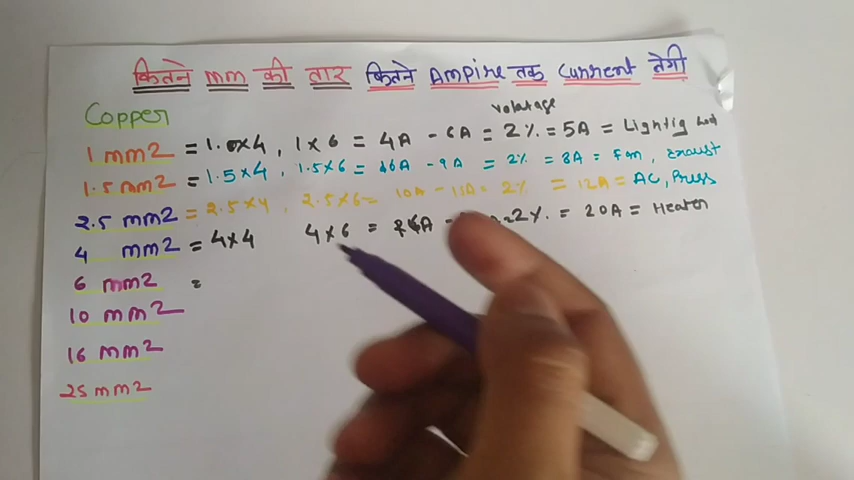 कितने mm की तार कितने Ampire तक Current लेगी
Copper
volatage
1 mm2 = 1.0x4, 1x6 = 4A - 6A = 2% = 5A = Lightig
1.5 mm2 = 1.5x4, 1.5x6 = 6A - 9A = 2% = 8A = Fan, Exaust
2.5 mm2 = 2.5x4, 2.5x6 = 10A - 15A = 2% = 12A = AC, Press
4 mm2 = 4x4 4x6 = - = 2% = 20A = Heater
6 mm2 =
10 mm2
16 mm2
25 mm2